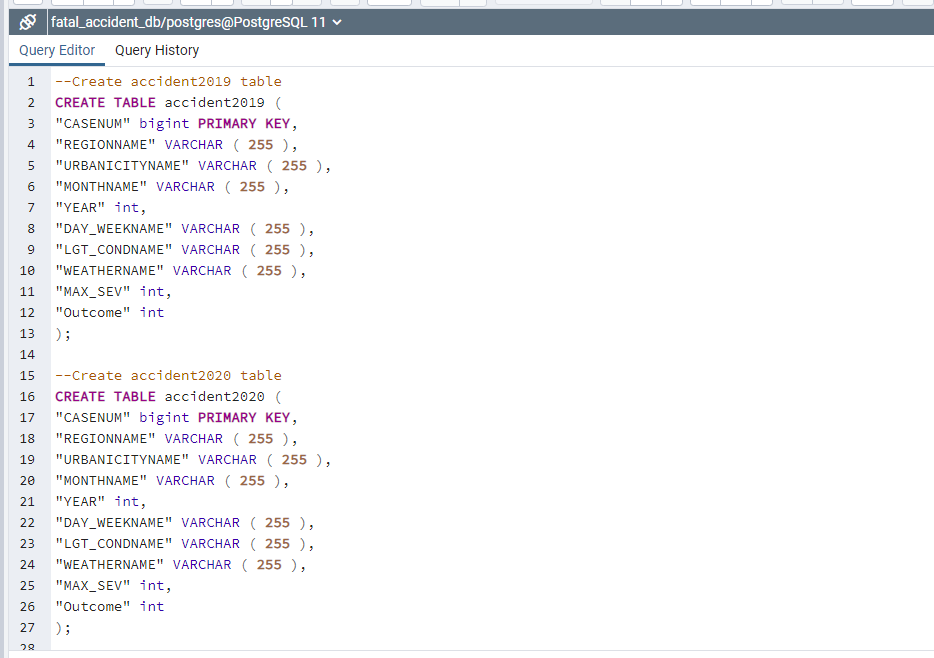 fatal_accident_db/postgres@PostgreSQL 11
Query Editor Query History
1 --Create accident2019 table
2 CREATE TABLE accident2019 (
3 "CASENUM" bigint PRIMARY KEY,
4 "REGIONNAME" VARCHAR ( 255 ),
5 "URBANICITYNAME" VARCHAR ( 255 ),
6 "MONTHNAME" VARCHAR ( 255 ),
7 "YEAR" int,
8 "DAY_WEEKNAME" VARCHAR ( 255 ),
9 "LGT_CONDNAME" VARCHAR ( 255 ),
10 "WEATHERNAME" VARCHAR ( 255 ),
11 "MAX_SEV" int,
12 "Outcome" int
13 );
14
15 --Create accident2020 table
16 CREATE TABLE accident2020 (
17 "CASENUM" bigint PRIMARY KEY,
18 "REGIONNAME" VARCHAR ( 255 ),
19 "URBANICITYNAME" VARCHAR ( 255 ),
20 "MONTHNAME" VARCHAR ( 255 ),
21 "YEAR" int,
22 "DAY_WEEKNAME" VARCHAR ( 255 ),
23 "LGT_CONDNAME" VARCHAR ( 255 ),
24 "WEATHERNAME" VARCHAR ( 255 ),
25 "MAX_SEV" int,
26 "Outcome" int
27 );
28